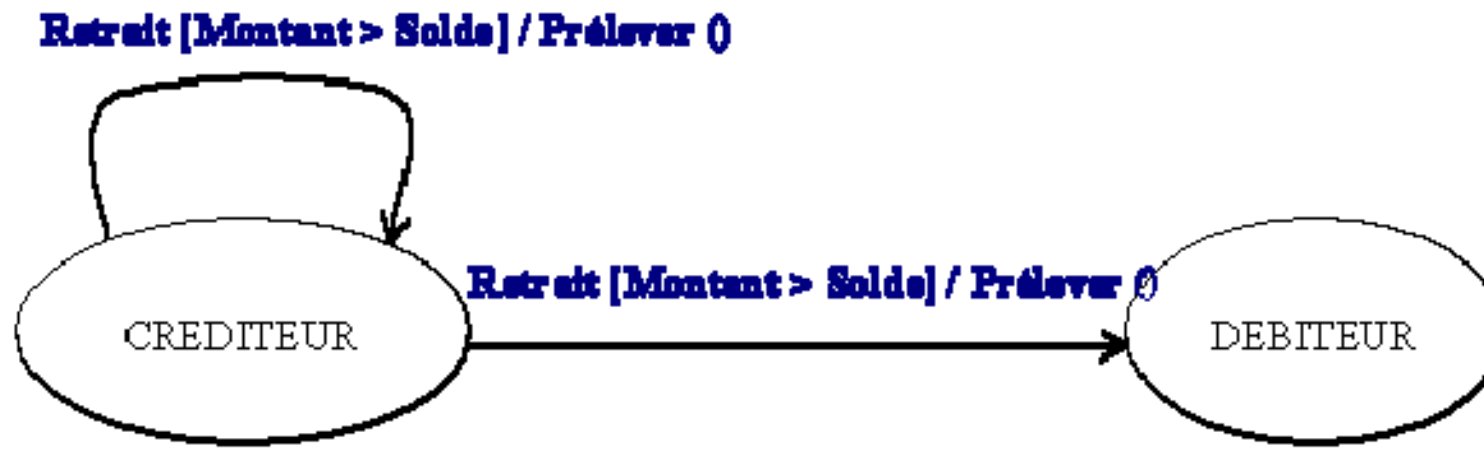 Retrait [Montant > Solde] / Prélever ()
Retrait [Montant > Solde] / Prélever ()
CREDITEUR
DEBITEUR